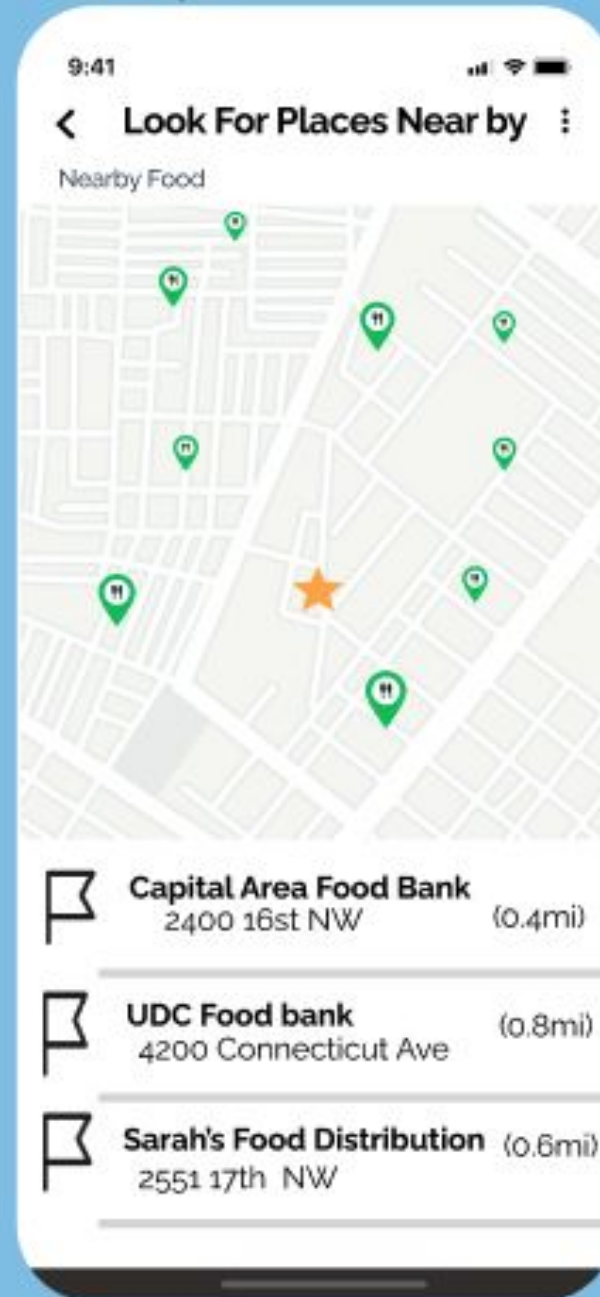 9:41
Look For Places Near by
Nearby Food
Capital Area Food Bank
2400 16st NW
(0.4mi)
UDC Food bank
4200 Connecticut Ave
(0.8mi)
Sarah's Food Distribution
2551 17th NW
(0.6mi)